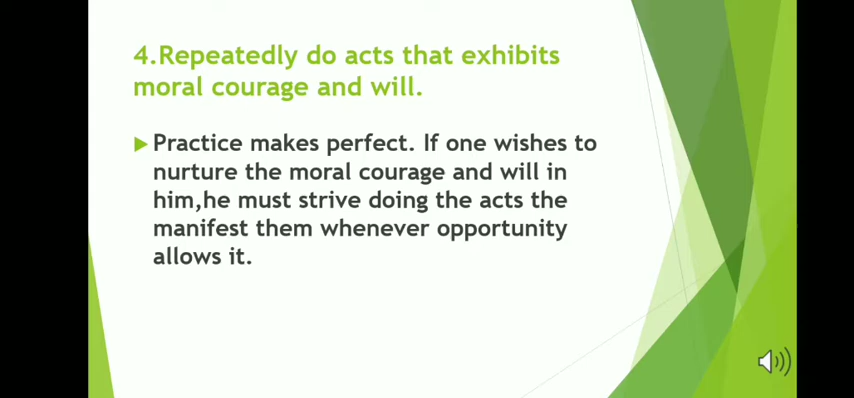 4.Repeatedly do acts that exhibits
moral courage and will.
Practice makes perfect. If one wishes to
nurture the moral courage and will in
him,he must strive doing the acts the
manifest them whenever opportunity
allows it.